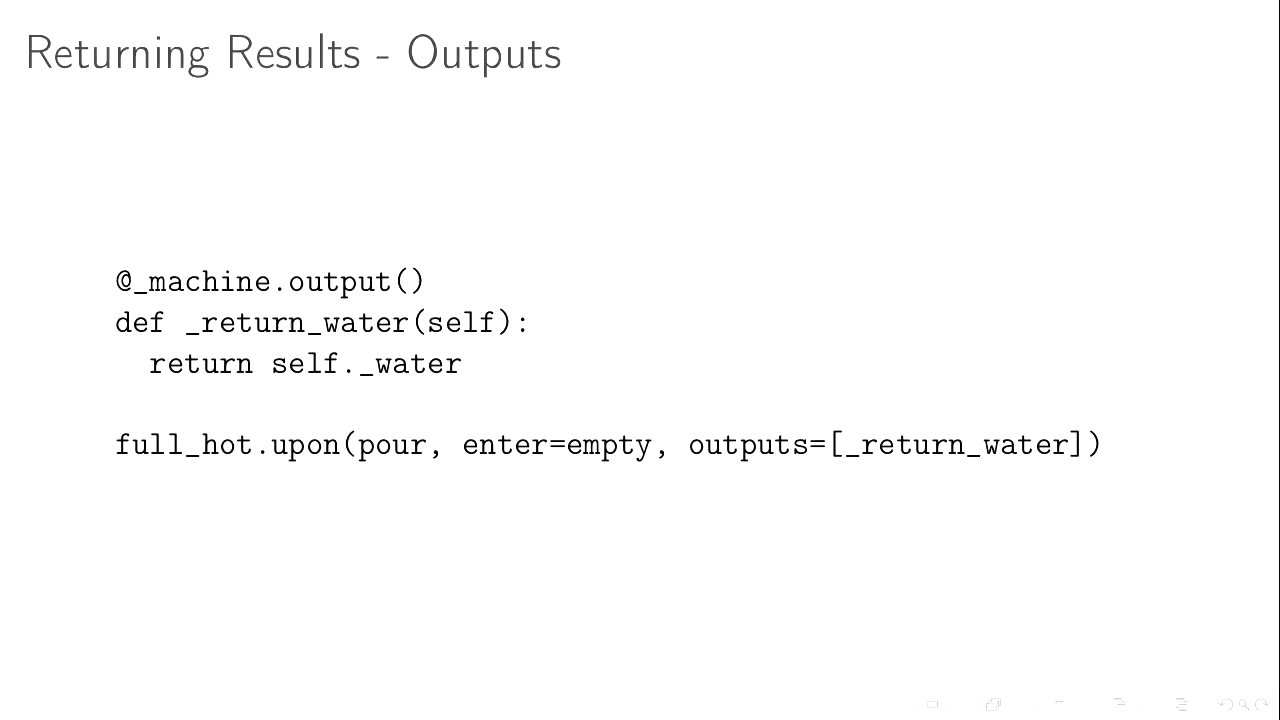 Returning Results - Outputs
@_machine.output()
def _return_water(self):
  return self._water
full_hot.upon(pour, enter=empty, outputs=[_return_water])